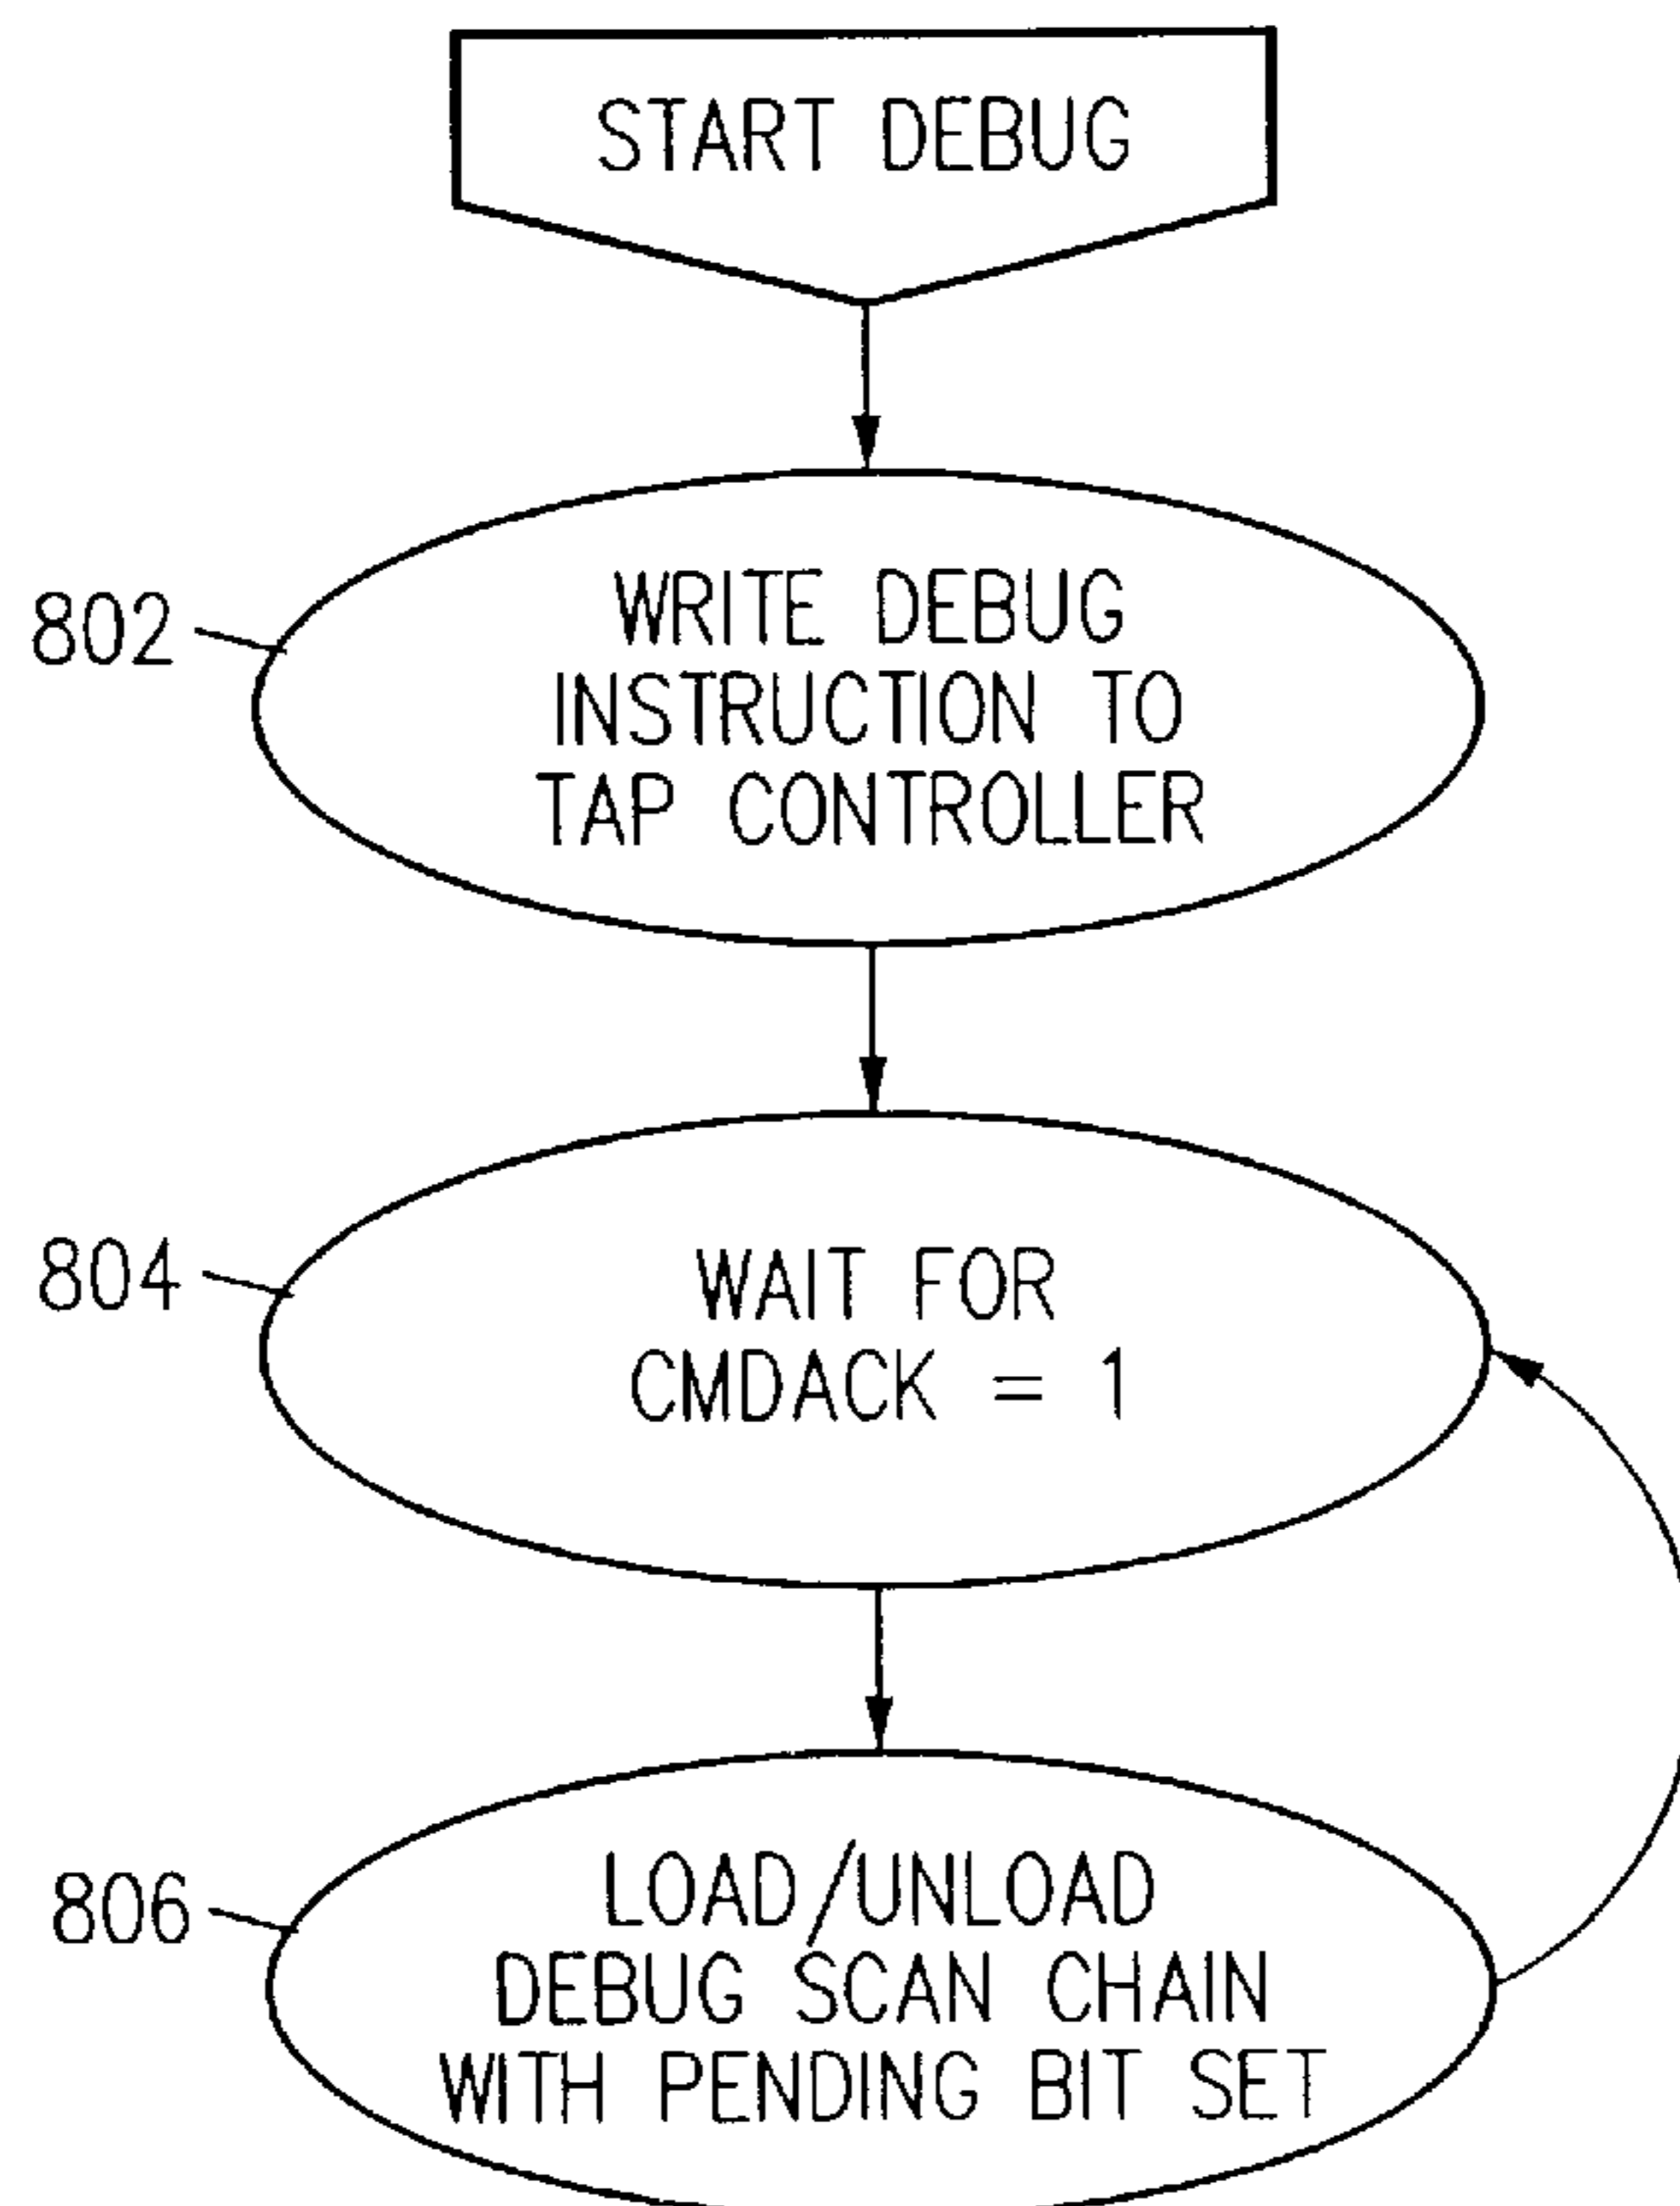 START DEBUG
802
WRITE DEBUG
INSTRUCTION TO
TAP CONTROLLER
804
WAIT FOR
CMDACK = 1
806
LOAD/UNLOAD
DEBUG SCAN CHAIN
WITH PENDING BIT SET